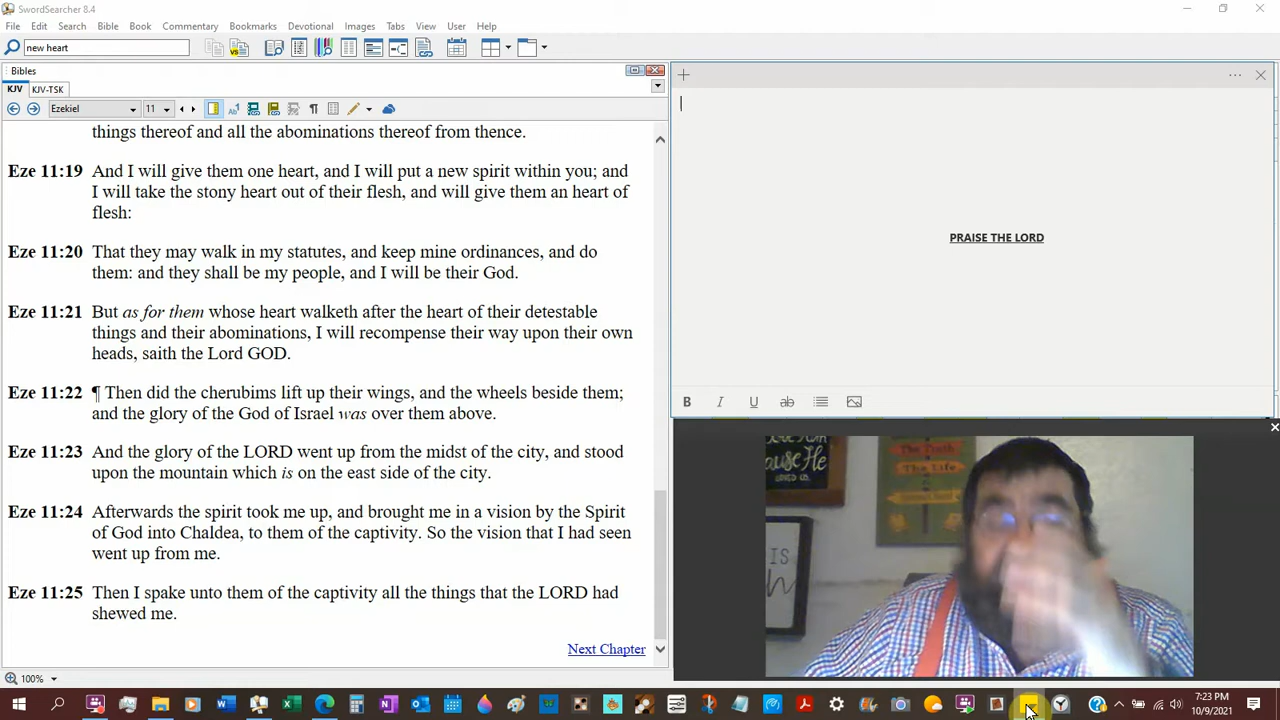 SwordSearcher 8.4
File Edit Search Bible Book Commentary Bookmarks Devotional Images Tabs View User Help
new heart
Bibles
KJV KJV-TSK
Ezekiel 11
things thereof and all the abominations thereof from thence.
Eze 11:19 And I will give them one heart, and I will put a new spirit within you; and
I will take the stony heart out of their flesh, and will give them an heart of
flesh:
Eze 11:20 That they may walk in my statutes, and keep mine ordinances, and do
them: and they shall be my people, and I will be their God.
Eze 11:21 But as for them whose heart walketh after the heart of their detestable
things and their abominations, I will recompense their way upon their own
heads, saith the Lord GOD.
Eze 11:22 ¶ Then did the cherubims lift up their wings, and the wheels beside them;
and the glory of the God of Israel was over them above.
Eze 11:23 And the glory of the LORD went up from the midst of the city, and stood
upon the mountain which is on the east side of the city.
Eze 11:24 Afterwards the spirit took me up, and brought me in a vision by the Spirit
of God into Chaldea, to them of the captivity. So the vision that I had seen
went up from me.
Eze 11:25 Then I spake unto them of the captivity all the things that the LORD had
shewed me.
Next Chapter
100%
PRAISE THE LORD
B I U ab
The Truth
The Life
7:23 PM
10/9/2021